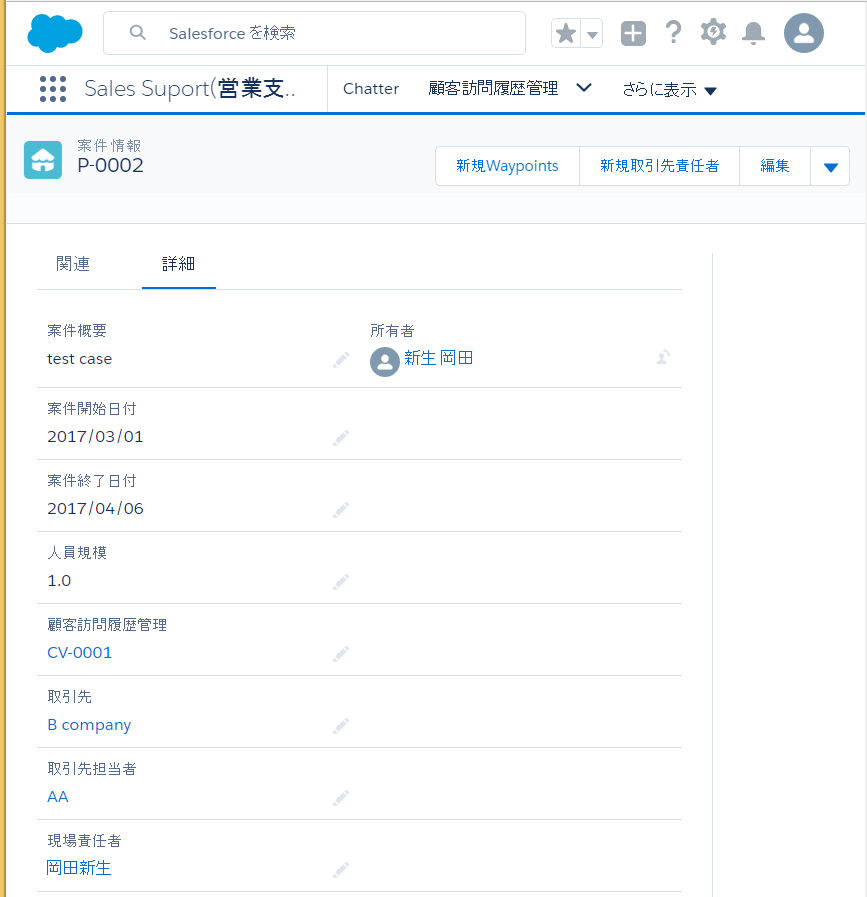 Salesforce を検索
Sales Suport(営業支..
Chatter
顧客訪問履歴管理
さらに表示
案件情報
P-0002
新規Waypoints
新規取引先責任者
編集
関連
詳細
案件概要
所有者
test case
新生 岡田
案件開始日付
2017/03/01
案件終了日付
2017/04/06
人員規模
1.0
顧客訪問履歴管理
CV-0001
取引先
B company
取引先担当者
AA
現場責任者
岡田新生